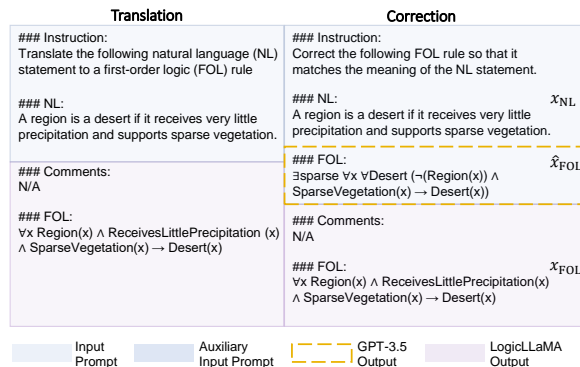 Translation
### Instruction:
Translate the following natural language (NL)
statement to a first-order logic (FOL) rule
### NL:
A region is a desert if it receives very little
precipitation and supports sparse vegetation.
### Comments:
N/A
### FOL:
∀x Region(x) ∧ ReceivesLittlePrecipitation (x)
∧ SparseVegetation(x) → Desert(x)
Correction
### Instruction:
Correct the following FOL rule so that it
matches the meaning of the NL statement.
### NL: x_NL
A region is a desert if it receives very little
precipitation and supports sparse vegetation.
### FOL: x̂_FOL
∃sparse ∀x ∀Desert (¬(Region(x)) ∧
SparseVegetation(x) → Desert(x))
### Comments:
N/A
### FOL: x_FOL
∀x Region(x) ∧ ReceivesLittlePrecipitation(x)
∧ SparseVegetation(x) → Desert(x)
Input
Prompt
Auxiliary
Input Prompt
GPT-3.5
Output
LogicLLaMA
Output